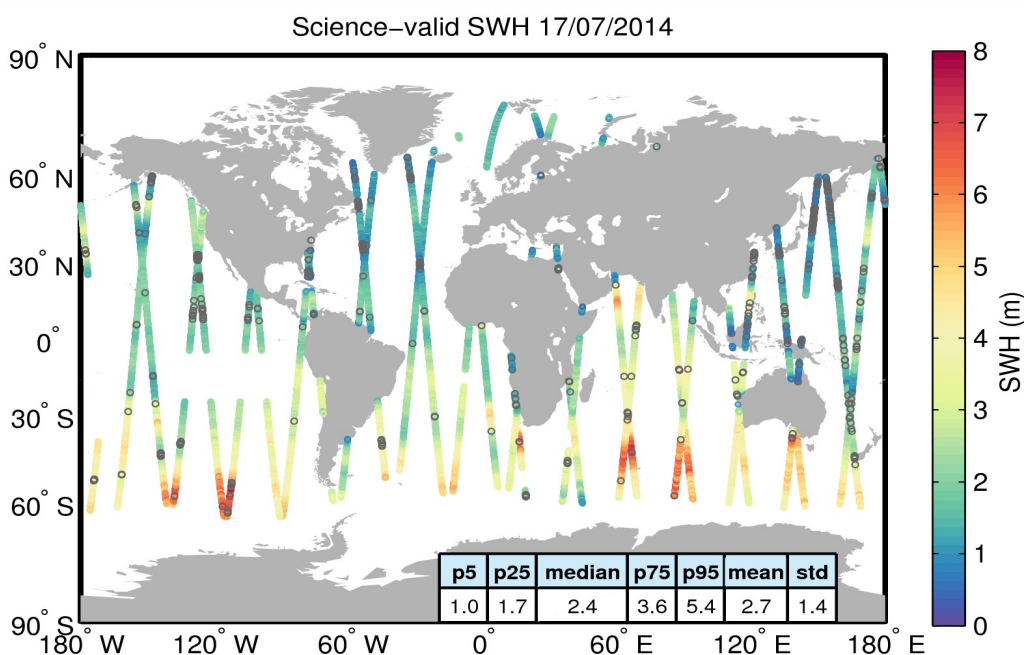 Science−valid SWH 17/07/2014
90° N
60° N
30° N
0°
30° S
60° S
90° S
180° W
120° W
60° W
0°
60° E
120° E
180° E
p5 p25 median p75 p95 mean std
1.0 1.7 2.4 3.6 5.4 2.7 1.4
8
7
6
5
4
3
2
1
0
SWH (m)